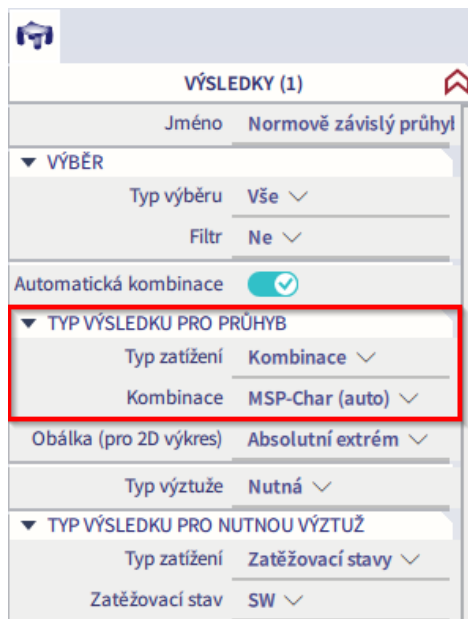 VÝSLEDKY (1)
Jméno Normově závislý průhyb
VÝBĚR
Typ výběru Vše
Filtr Ne
Automatická kombinace
TYP VÝSLEDKU PRO PRŮHYB
Typ zatížení Kombinace
Kombinace MSP-Char (auto)
Obálka (pro 2D výkres) Absolutní extrém
Typ výztuže Nutná
TYP VÝSLEDKU PRO NUTNOU VÝZTUŽ
Typ zatížení Zatěžovací stavy
Zatěžovací stav SW